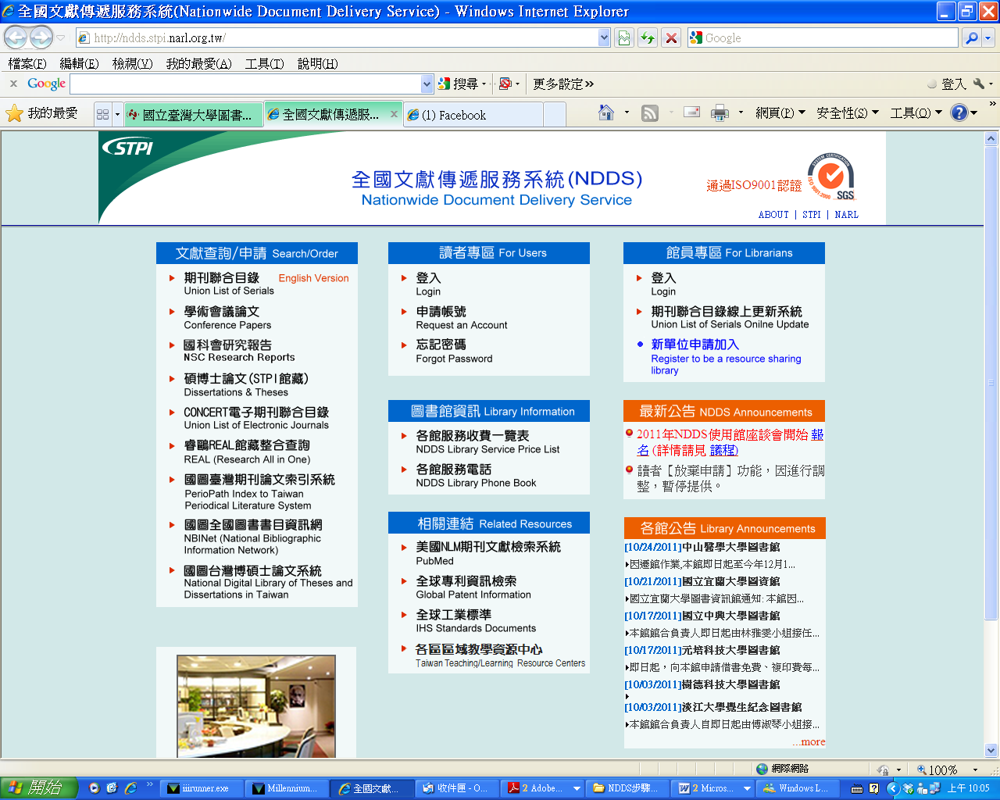 全國文獻傳遞服務系統(Nationwide Document Delivery Service) - Windows Internet Explorer
http://ndds.stpi.narl.org.tw/
Google
檔案(F) 編輯(E) 檢視(V) 我的最愛(A) 工具(T) 說明(H)
Google 搜尋 更多設定 登入
我的最愛 國立臺灣大學圖書... 全國文獻傳遞服... (1) Facebook 網頁(P) 安全性(S) 工具(O)
STPI
全國文獻傳遞服務系統(NDDS)
Nationwide Document Delivery Service
通過ISO9001認證
SGS
ABOUT | STPI | NARL
文獻查詢/申請 Search/Order
期刊聯合目錄 English Version
Union List of Serials
學術會議論文
Conference Papers
國科會研究報告
NSC Research Reports
碩博士論文(STPI館藏)
Dissertations & Theses
CONCERT電子期刊聯合目錄
Union List of Electronic Journals
睿鷗REAL館藏整合查詢
REAL (Research All in One)
國圖臺灣期刊論文索引系統
PerioPath Index to Taiwan
Periodical Literature System
國圖全國圖書書目資訊網
NBINet (National Bibliographic
Information Network)
國圖台灣博碩士論文系統
National Digital Library of Theses and
Dissertations in Taiwan
讀者專區 For Users
登入
Login
申請帳號
Request an Account
忘記密碼
Forgot Password
圖書館資訊 Library Information
各館服務收費一覽表
NDDS Library Service Price List
各館服務電話
NDDS Library Phone Book
相關連結 Related Resources
美國NLM期刊文獻檢索系統
PubMed
全球專利資訊檢索
Global Patent Information
全球工業標準
IHS Standards Documents
各區區域教學資源中心
Taiwan Teaching/Learning Resource Centers
館員專區 For Librarians
登入
Login
期刊聯合目錄線上更新系統
Union List of Serials Onilne Update
新單位申請加入
Register to be a resource sharing
library
最新公告 NDDS Announcements
2011年NDDS使用館座談會開始 報
名 (詳情請見 議程)
讀者【放棄申請】功能，因進行調
整，暫停提供。
各館公告 Library Announcements
[10/24/2011]中山醫學大學圖書館
因遷館作業,本館即日起至今年12月1...
[10/21/2011]國立宜蘭大學圖資館
國立宜蘭大學圖書資訊館通知: 本館因...
[10/17/2011]國立中興大學圖書館
本館館合負責人即日起由林雅雯小姐接任...
[10/17/2011]元培科技大學圖書館
即日起，向本館申請借書免費、複印費每...
[10/03/2011]樹德科技大學圖書館
[10/03/2011]淡江大學覺生紀念圖書館
本館館合負責人自即日起由傅淑琴小姐接...
...more
網際網路 100%
開始 iiirunner.exe Millennium... 全國文獻... 收件匣 - O... 2 Adobe... NDDS步驟... 2 Micros... Windows L... 上午 10:05